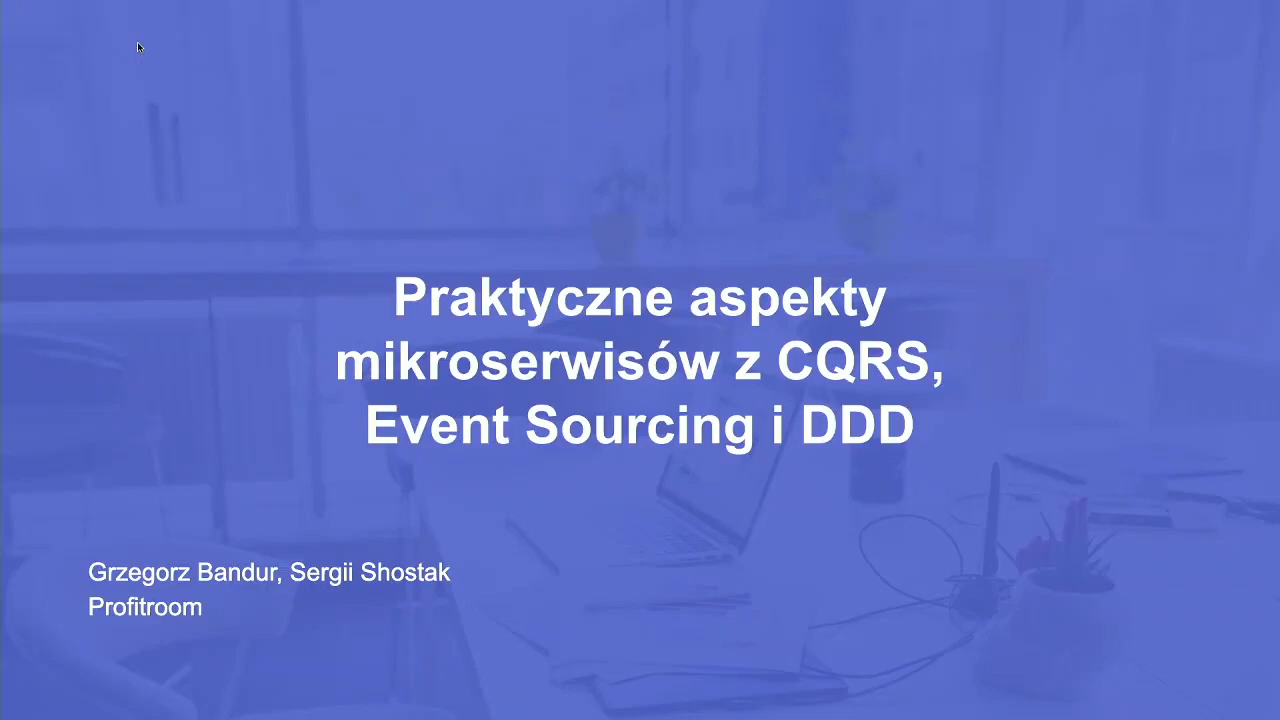 Praktyczne aspekty
mikroserwisów z CQRS,
Event Sourcing i DDD
Grzegorz Bandur, Sergii Shostak
Profitroom